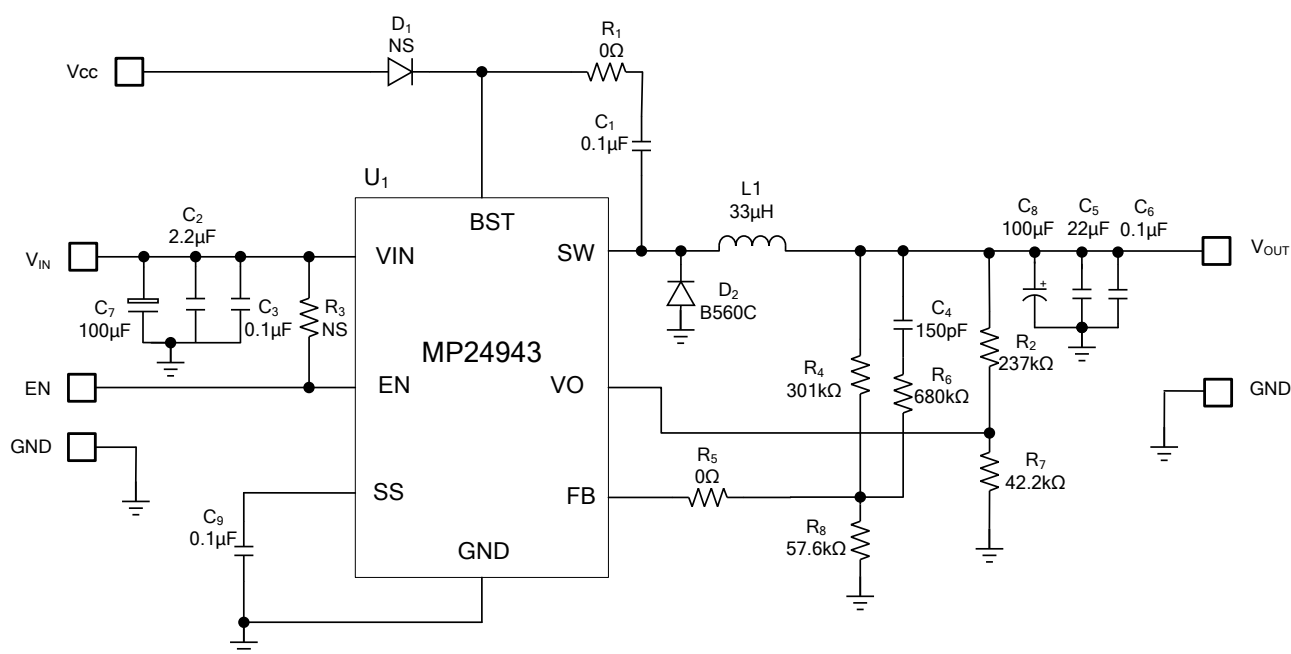 D₁
NS
R₁
0Ω
Vcc
C₁
0.1µF
U₁
BST
L1
33µH
C₂
2.2µF
C₈
100µF
C₅
22µF
C₆
0.1µF
V_IN
VIN
SW
V_OUT
C₇
100µF
C₃
0.1µF
R₃
NS
D₂
B560C
C₄
150pF
MP24943
R₂
237kΩ
R₄
301kΩ
R₆
680kΩ
EN
EN
VO
GND
GND
R₅
0Ω
R₇
42.2kΩ
SS
FB
C₉
0.1µF
GND
R₈
57.6kΩ
+